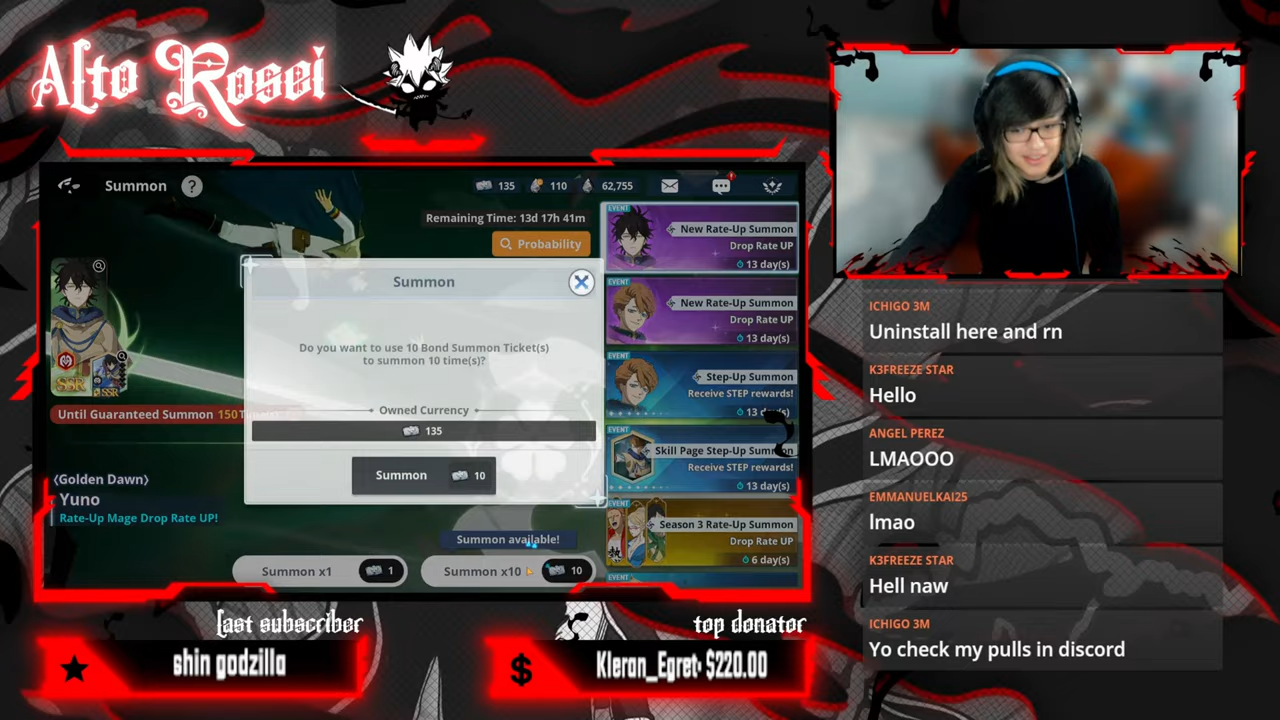 Alto Rosei
Summon
?
135
110
62,755
Remaining Time: 13d 17h 41m
Probability
SSR
SSR
Until Guaranteed Summon 150
⟨Golden Dawn⟩
Yuno
Rate-Up Mage Drop Rate UP!
Summon
Do you want to use 10 Bond Summon Ticket(s)
to summon 10 time(s)?
Owned Currency
135
Summon 10
Summon available!
Summon x1 1
Summon x10 10
EVENT
New Rate-Up Summon
Drop Rate UP
13 day(s)
EVENT
New Rate-Up Summon
Drop Rate UP
13 day(s)
EVENT
Step-Up Summon
Receive STEP rewards!
13 d
EVENT
Skill Page Step-Up Summon
Receive STEP rewards!
13 day(s)
EVENT
Season 3 Rate-Up Summon
Drop Rate UP
6 day(s)
EVENT
last subscriber
shin godzilla
top donator
$
Kleran_Egret- $220.00
ICHIGO 3M
Uninstall here and rn
K3FREEZE STAR
Hello
ANGEL PEREZ
LMAOOO
EMMANUELKAI25
lmao
K3FREEZE STAR
Hell naw
ICHIGO 3M
Yo check my pulls in discord